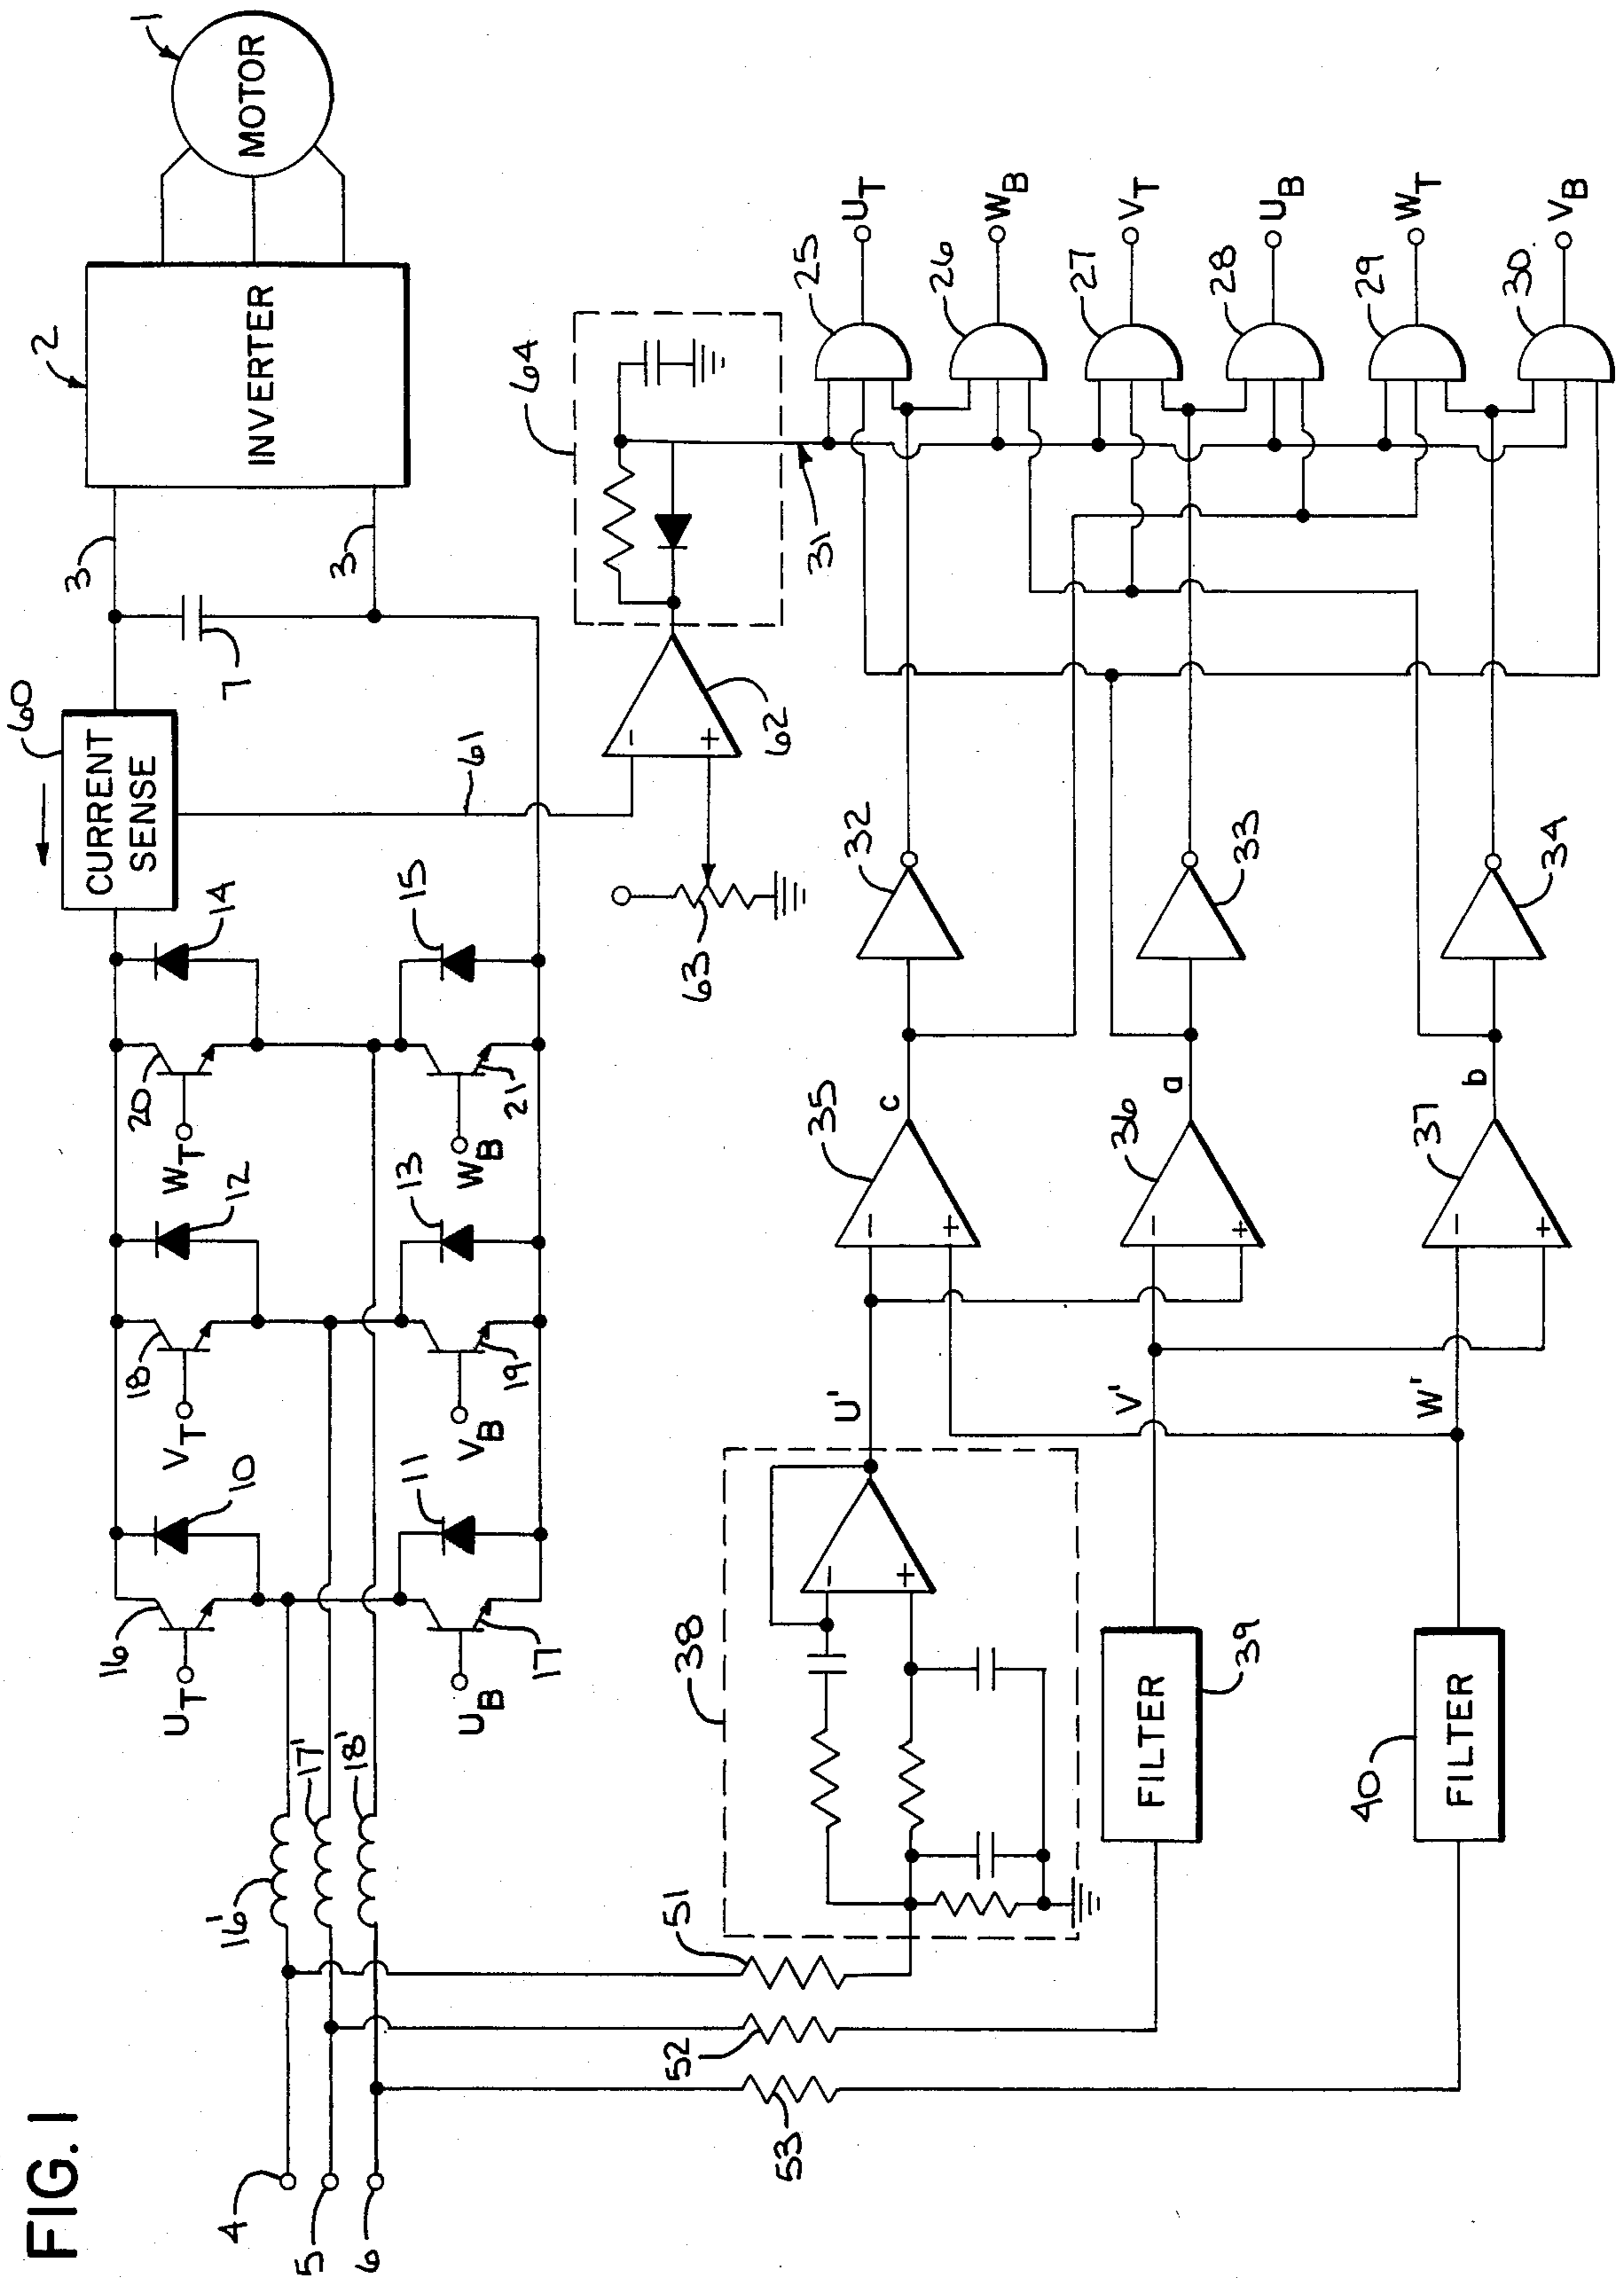 FIG. 1
1
MOTOR
2
INVERTER
3
3
7
60
CURRENT
SENSE
61
14
15
20
21
W_T
W_B
12
13
18
19
V_T
V_B
10
11
16
17
U_T
U_B
16'
17'
18'
4
5
6
51
52
53
62
-
+
63
64
31
38
-
+
FILTER
39
FILTER
40
U'
V'
W'
35
-
+
c
36
-
+
a
37
-
+
b
32
33
34
25
U_T
26
W_B
27
V_T
28
U_B
29
W_T
30
V_B